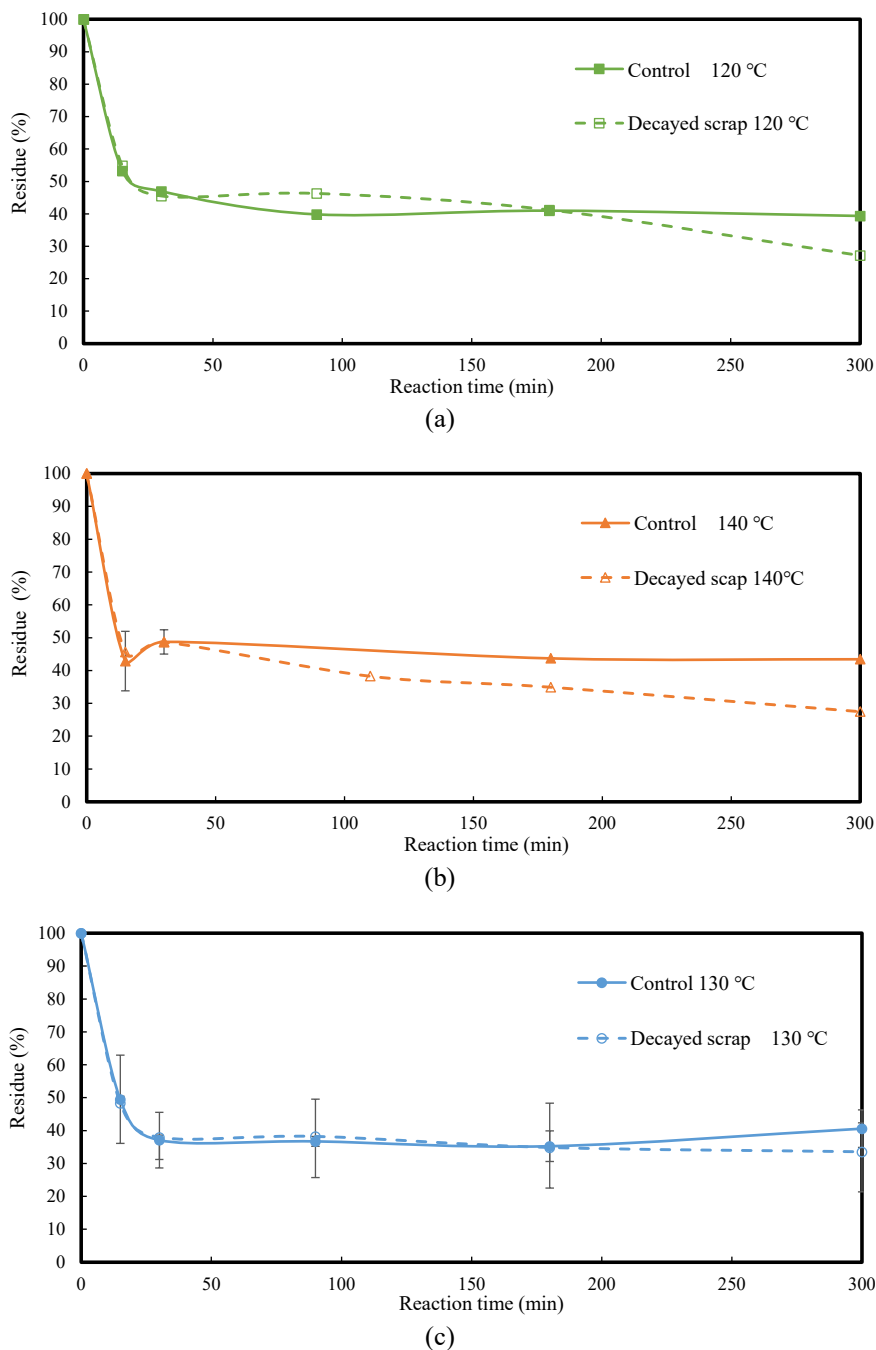 100
90
80
70
60
50
40
30
20
10
0
Residue (%)
Control 120 ℃
Decayed scrap 120 ℃
0 50 100 150 200 250 300
Reaction time (min)
(a)
100
90
80
70
60
50
40
30
20
10
0
Residue (%)
Control 140 ℃
Decayed scap 140℃
0 50 100 150 200 250 300
Reaction time (min)
(b)
100
90
80
70
60
50
40
30
20
10
0
Residue (%)
Control 130 ℃
Decayed scrap 130 ℃
0 50 100 150 200 250 300
Reaction time (min)
(c)